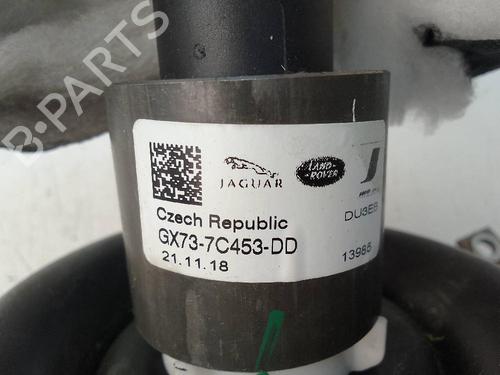 B-PARTS
JAGUAR
LAND-
ROVER
Czech Republic
GX73-7C453-DD
21.11.18
DU3EB
13985